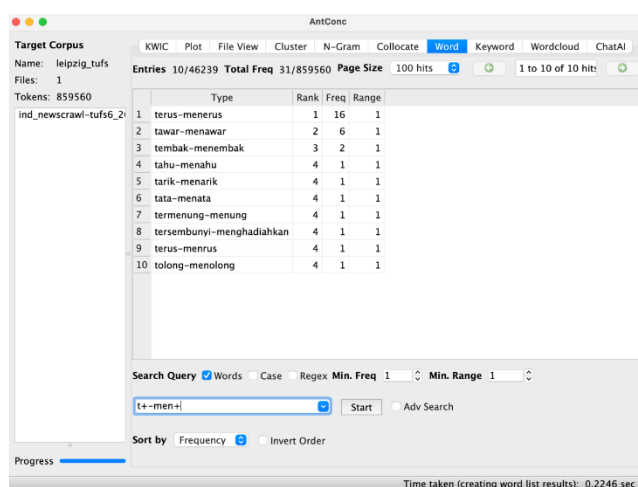 AntConc
Target Corpus
Name: leipzig_tufs
Files: 1
Tokens: 859560
ind_newscrawl-tufs6_20
Progress
KWIC Plot File View Cluster N-Gram Collocate Word Keyword Wordcloud ChatAI
Entries 10/46239 Total Freq 31/859560 Page Size 100 hits 1 to 10 of 10 hits
Type Rank Freq Range
1 terus-menerus 1 16 1
2 tawar-menawar 2 6 1
3 tembak-menembak 3 2 1
4 tahu-menahu 4 1 1
5 tarik-menarik 4 1 1
6 tata-menata 4 1 1
7 termenung-menung 4 1 1
8 tersembunyi-menghadiahkan 4 1 1
9 terus-menrus 4 1 1
10 tolong-menolong 4 1 1
Search Query Words Case Regex Min. Freq 1 Min. Range 1
t+-men+
Start Adv Search
Sort by Frequency Invert Order
Time taken (creating word list results): 0.2246 sec